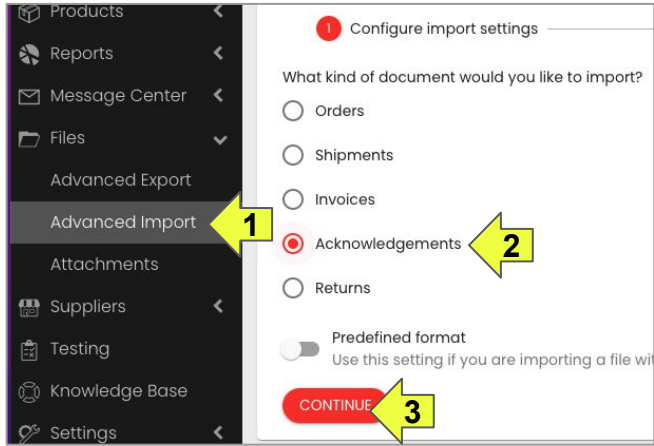 Products
Reports
Message Center
Files
Advanced Export
Advanced Import
Attachments
Suppliers
Testing
Knowledge Base
Settings
1
1 Configure import settings
What kind of document would you like to import?
Orders
Shipments
Invoices
Acknowledgements
2
Returns
Predefined format
Use this setting if you are importing a file wit
CONTINUE
3